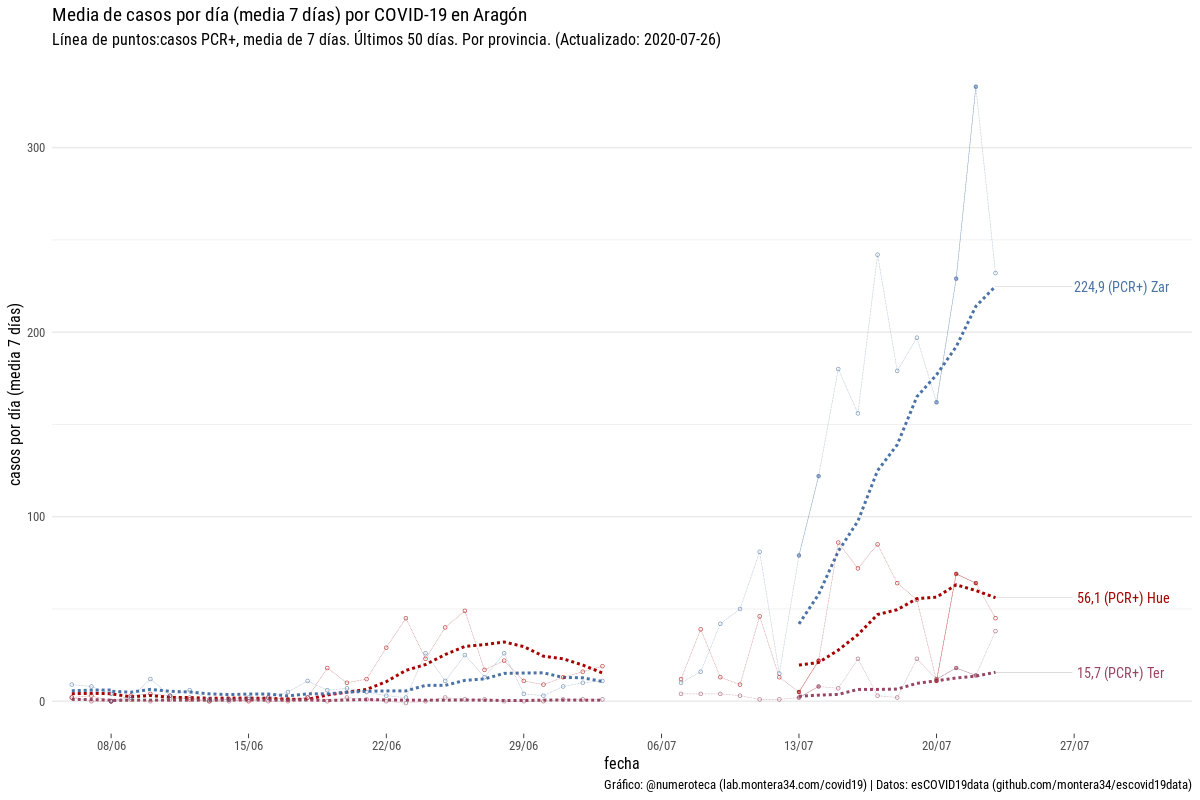 Media de casos por día (media 7 días) por COVID-19 en Aragón
Línea de puntos:casos PCR+, media de 7 días. Últimos 50 días. Por provincia. (Actualizado: 2020-07-26)
casos por día (media 7 días)
300
200
100
0
224,9 (PCR+) Zar
56,1 (PCR+) Hue
15,7 (PCR+) Ter
08/06
15/06
22/06
29/06
06/07
13/07
20/07
27/07
fecha
Gráfico: @numeroteca (lab.montera34.com/covid19) | Datos: esCOVID19data (github.com/montera34/escovid19data)